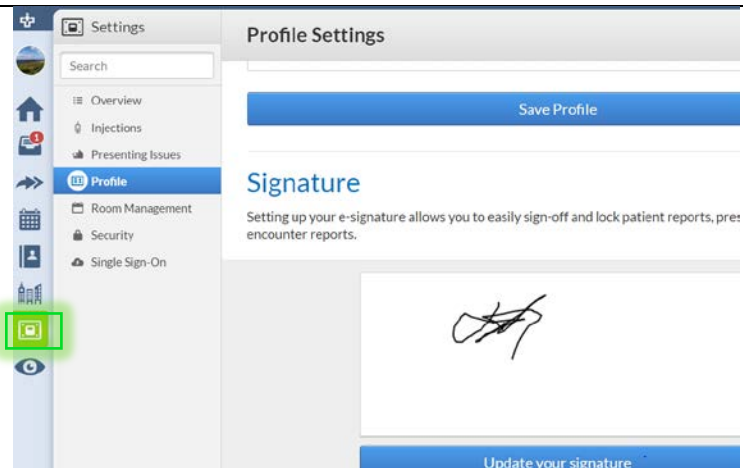 Settings
Profile Settings
Search
Overview
Injections
Presenting Issues
Profile
Room Management
Security
Single Sign-On
1
Save Profile
Signature
Setting up your e-signature allows you to easily sign-off and lock patient reports, pres
encounter reports.
Update your signature